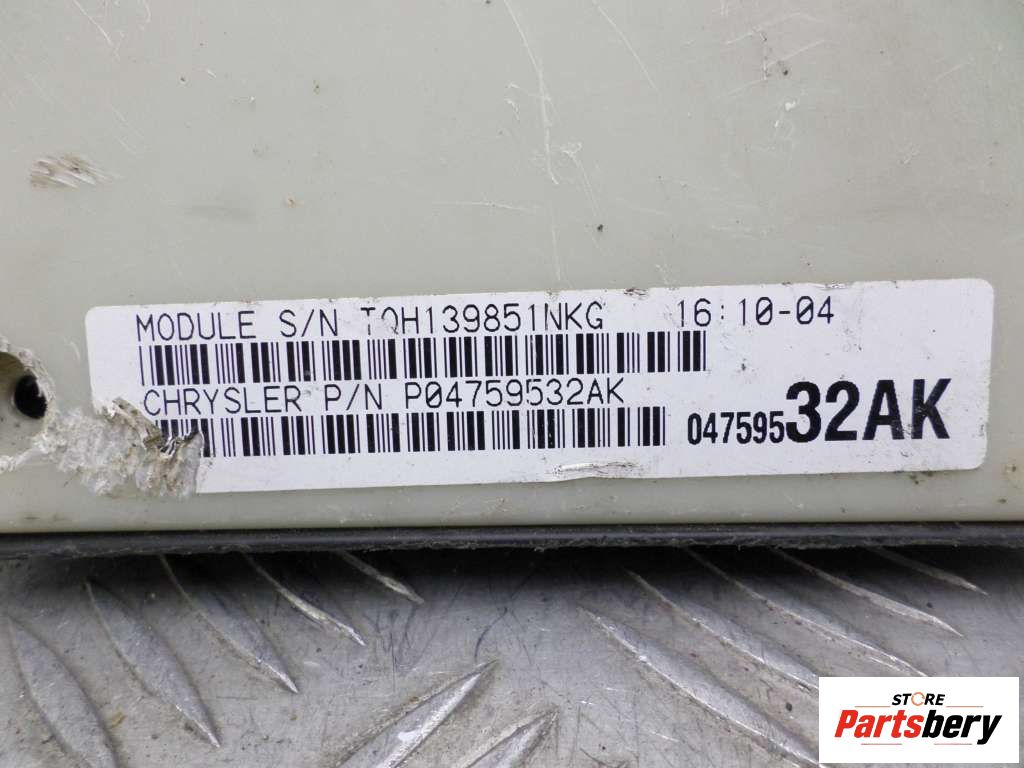 MODULE S/N TQH139851NKG 16:10-04
CHRYSLER P/N P04759532AK
04759532AK
STORE
Partsbery